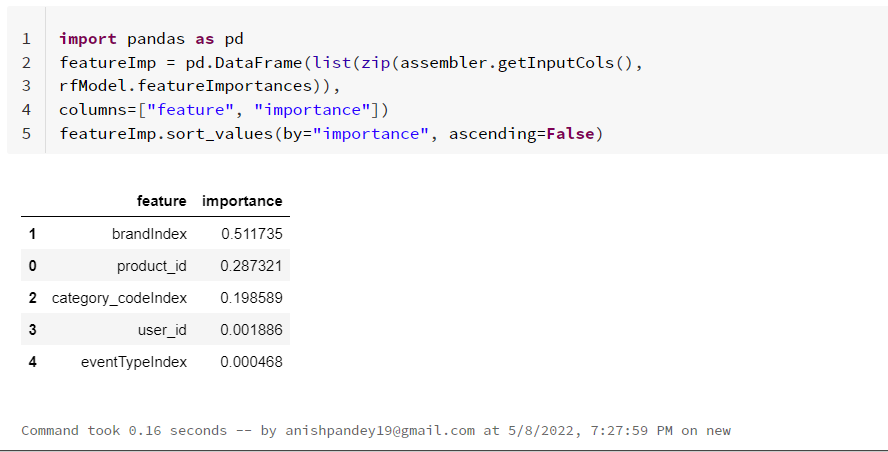 1 import pandas as pd
2 featureImp = pd.DataFrame(list(zip(assembler.getInputCols(),
3 rfModel.featureImportances)),
4 columns=["feature", "importance"])
5 featureImp.sort_values(by="importance", ascending=False)
feature importance
1 brandIndex 0.511735
0 product_id 0.287321
2 category_codeIndex 0.198589
3 user_id 0.001886
4 eventTypeIndex 0.000468
Command took 0.16 seconds -- by anishpandey19@gmail.com at 5/8/2022, 7:27:59 PM on new